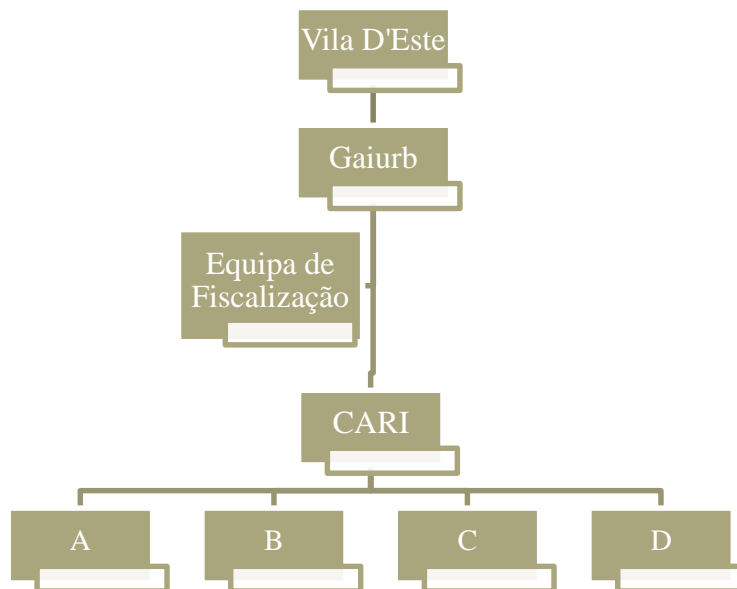 Vila D'Este
Gaiurb
Equipa de
Fiscalização
CARI
A
B
C
D